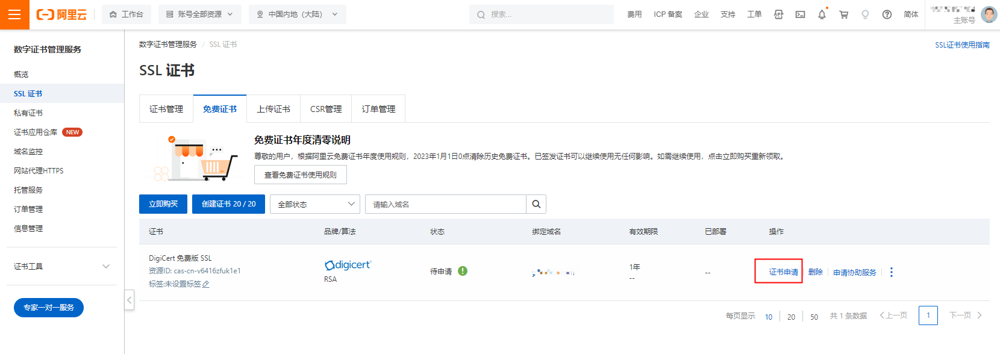 阿里云
工作台
账号全部资源
中国内地（大陆）
搜索...
费用
ICP 备案
企业
支持
工单
简体
主账号
数字证书管理服务
概览
SSL 证书
私有证书
证书应用仓库 NEW
域名监控
网站代理HTTPS
托管服务
订单管理
信息管理
证书工具
专家一对一服务
数字证书管理服务 / SSL 证书
SSL证书使用指南
SSL 证书
证书管理
免费证书
上传证书
CSR管理
订单管理
免费证书年度清零说明
尊敬的用户，根据阿里云免费证书年度使用规则，2023年1月1日0点清除历史免费证书。已签发证书可以继续使用无任何影响。如需继续使用，点击立即购买重新领取。
查看免费证书使用规则
立即购买
创建证书 20 / 20
全部状态
请输入域名
证书
品牌/算法
状态
绑定域名
有效期限
已部署
操作
DigiCert 免费版 SSL
资源ID: cas-cn-v6416zfuk1e1
标签:未设置标签
digicert
RSA
待申请
1年
--
--
证书申请
删除
申请协助服务
每页显示 10 20 50 共 1 条数据 上一页 1 下一页